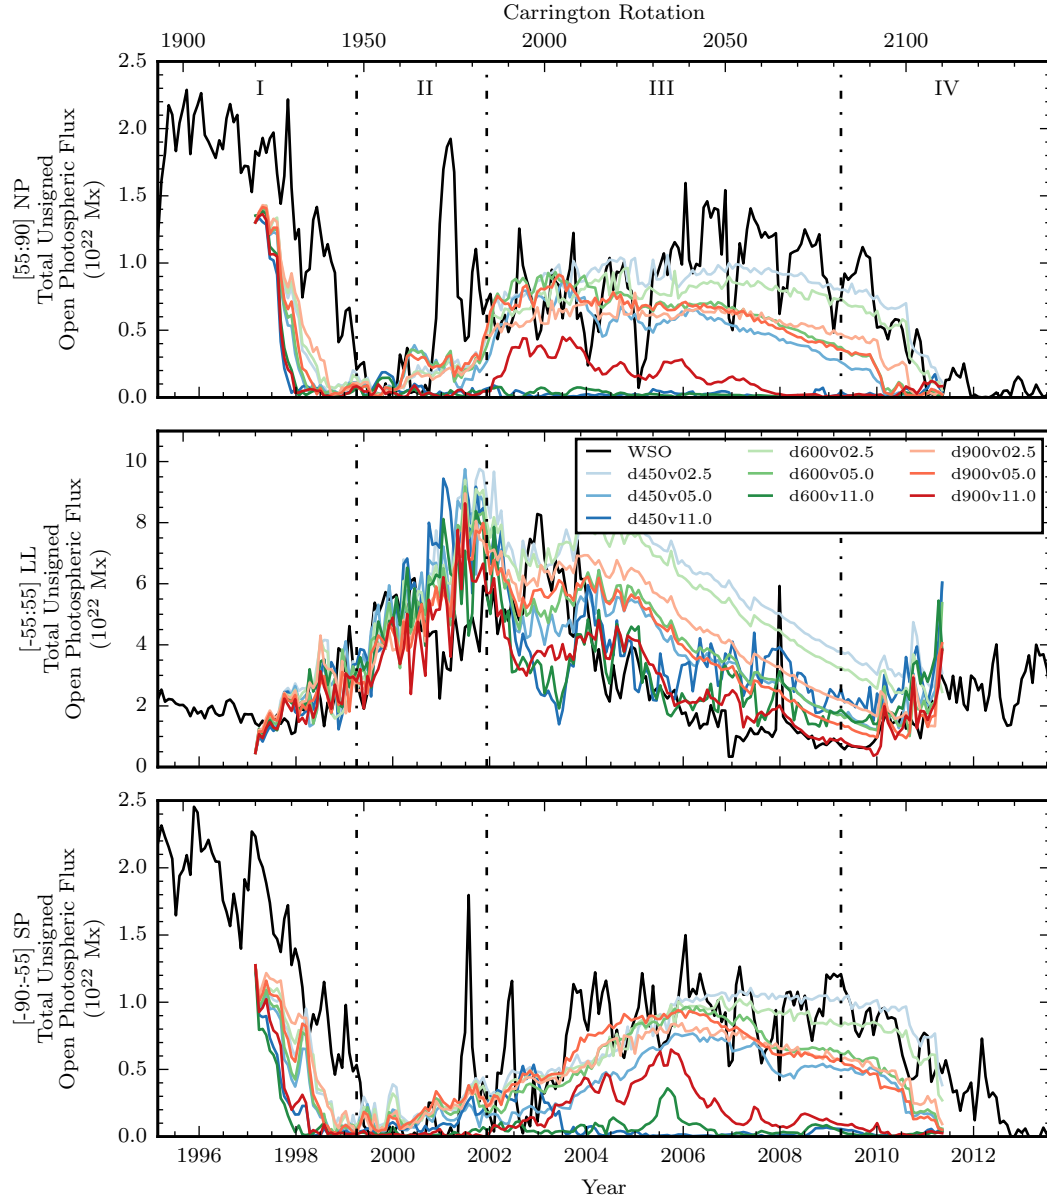 Carrington Rotation
1900 1950 2000 2050 2100
[55:90] NP
Total Unsigned
Open Photospheric Flux
(10²² Mx)
2.5
2.0
1.5
1.0
0.5
0.0
I II III IV
[-55:55] LL
Total Unsigned
Open Photospheric Flux
(10²² Mx)
10
8
6
4
2
0
WSO
d450v02.5
d450v05.0
d450v11.0
d600v02.5
d600v05.0
d600v11.0
d900v02.5
d900v05.0
d900v11.0
[-90:-55] SP
Total Unsigned
Open Photospheric Flux
(10²² Mx)
2.5
2.0
1.5
1.0
0.5
0.0
1996 1998 2000 2002 2004 2006 2008 2010 2012
Year